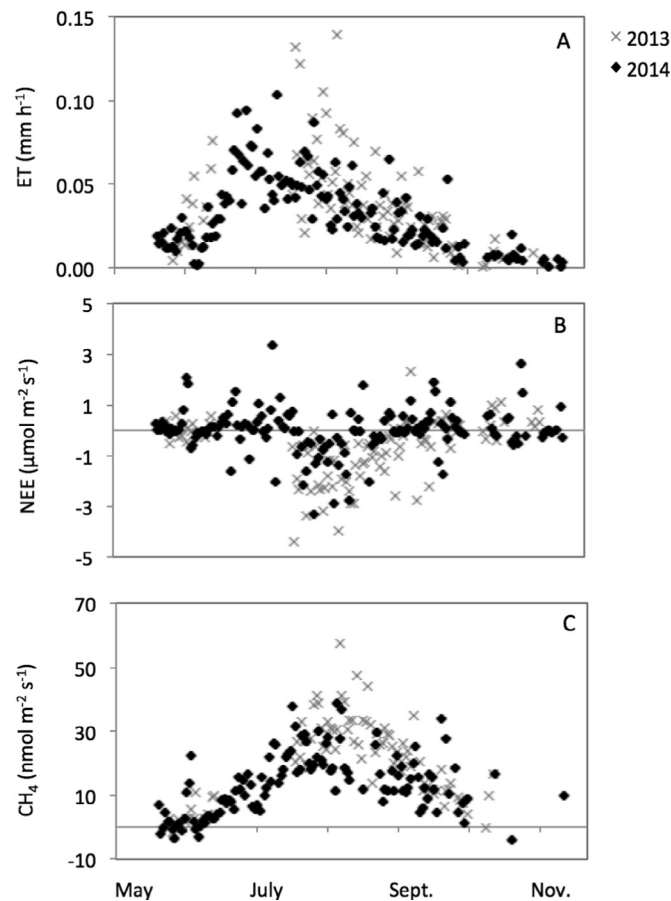 0.15
A
× 2013
◆ 2014
0.10
ET (mm h⁻¹)
0.05
0.00
5
B
3
1
NEE (µmol m⁻² s⁻¹)
-1
-3
-5
70
C
50
CH₄ (nmol m⁻² s⁻¹)
30
10
-10
May July Sept. Nov.